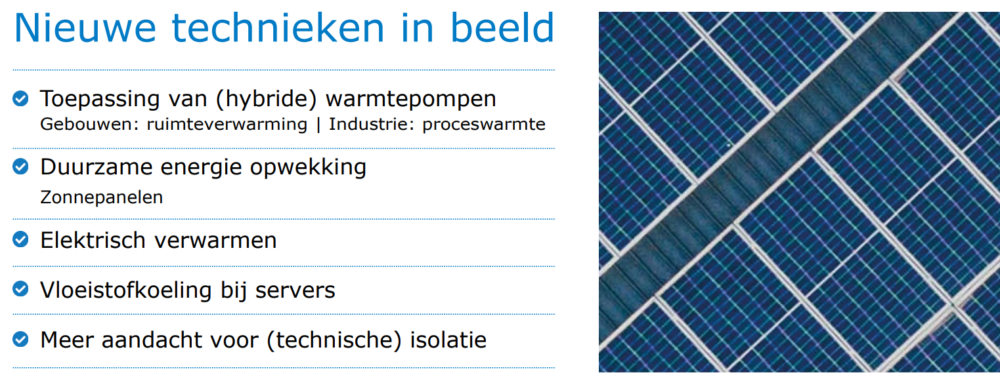 Nieuwe technieken in beeld
Toepassing van (hybride) warmtepompen
Gebouwen: ruimteverwarming | Industrie: proceswarmte
Duurzame energie opwekking
Zonnepanelen
Elektrisch verwarmen
Vloeistofkoeling bij servers
Meer aandacht voor (technische) isolatie